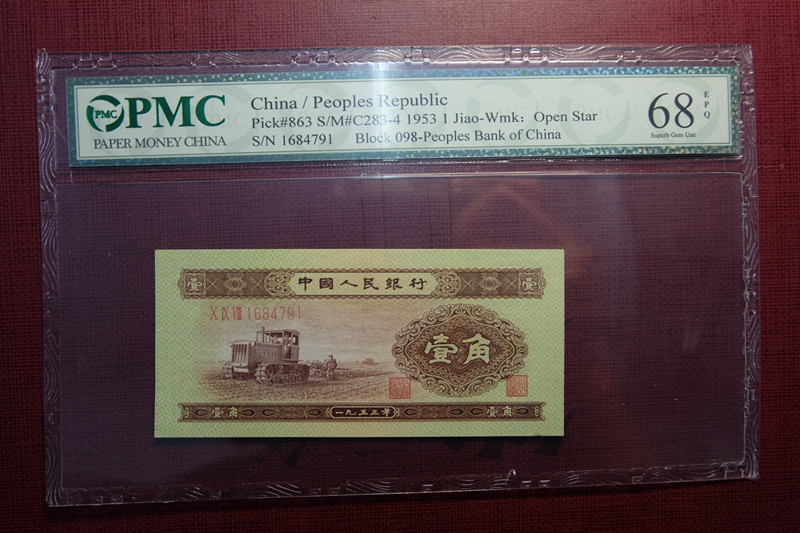 PMC
PMC
PAPER MONEY CHINA
China / Peoples Republic
Pick#863 S/M#C283-4 1953 1 Jiao-Wmk: Open Star
S/N 1684791 Block 098-Peoples Bank of China
68
EPQ
Superb Gem Unc
壹 中國人民銀行 壹
X IX VIII 1684791
壹角
壹角 一九五三年 壹角